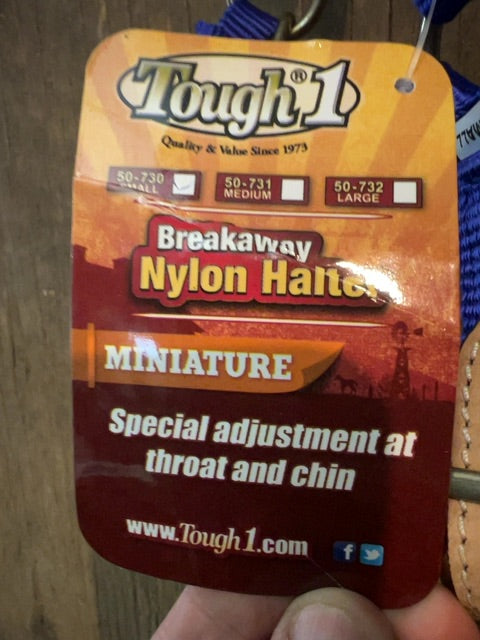 Tough®1
Quality & Value Since 1973
50-730 50-731 50-732
SMALL MEDIUM LARGE
Breakaway
Nylon Halter
MINIATURE
Special adjustment at
throat and chin
www.Tough1.com